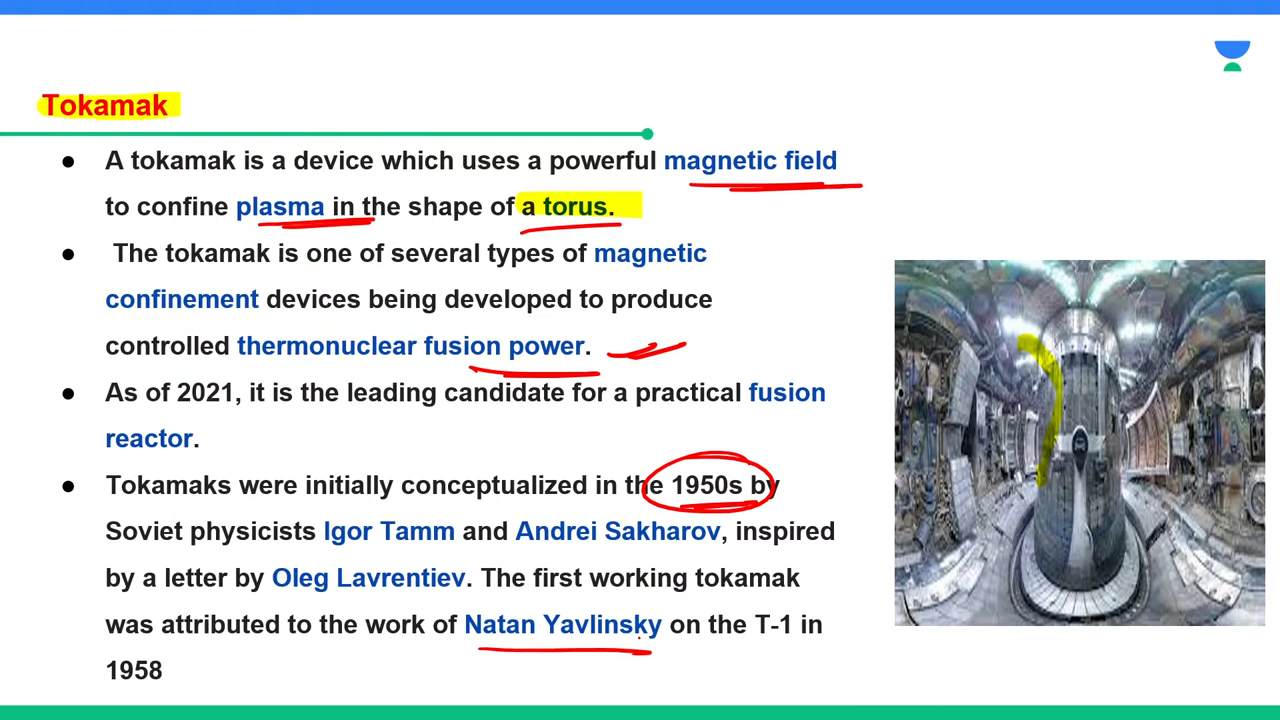 Tokamak
● A tokamak is a device which uses a powerful magnetic field
to confine plasma in the shape of a torus.
● The tokamak is one of several types of magnetic
confinement devices being developed to produce
controlled thermonuclear fusion power.
● As of 2021, it is the leading candidate for a practical fusion
reactor.
● Tokamaks were initially conceptualized in the 1950s by
Soviet physicists Igor Tamm and Andrei Sakharov, inspired
by a letter by Oleg Lavrentiev. The first working tokamak
was attributed to the work of Natan Yavlinsky on the T-1 in
1958